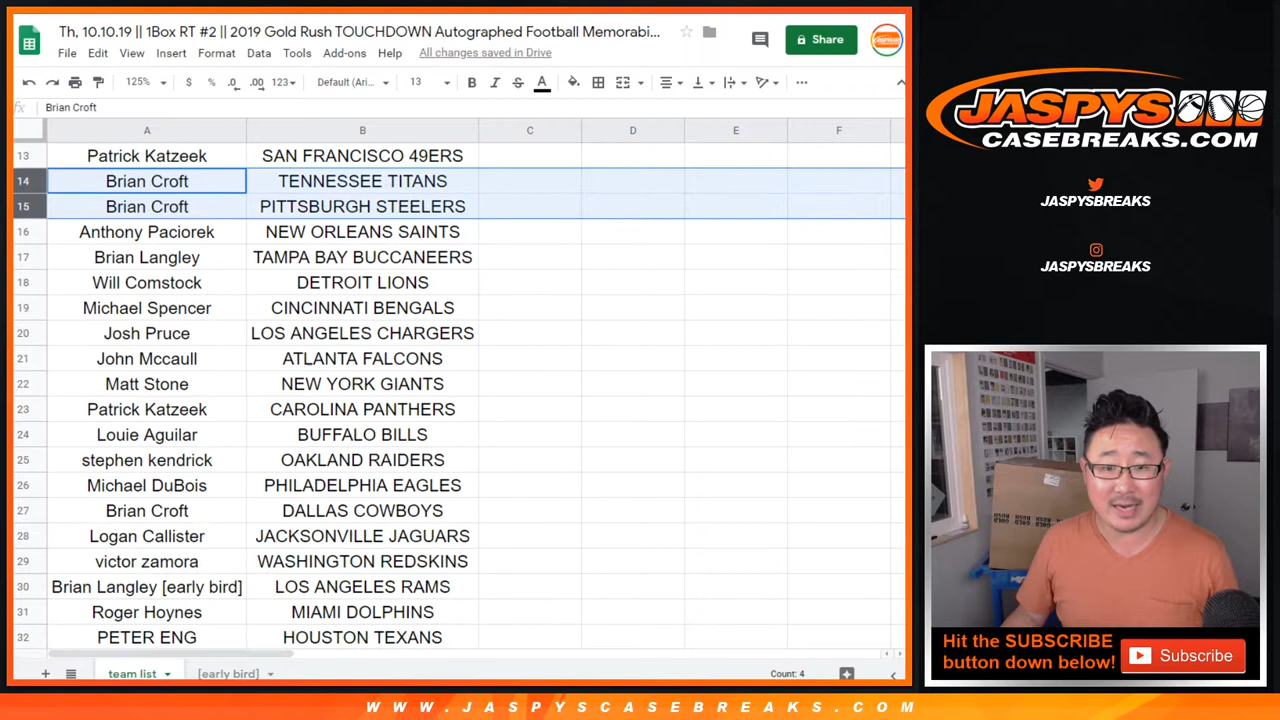 Th, 10.10.19 || 1Box RT #2 || 2019 Gold Rush TOUCHDOWN Autographed Football Memorabi...
Share
File Edit View Insert Format Data Tools Add-ons Help All changes saved in Drive
125% $ % .0 .00 123 Default (Ari... 13 B I S A
fx Brian Croft
A B C D E F
13 Patrick Katzeek SAN FRANCISCO 49ERS
14 Brian Croft TENNESSEE TITANS
15 Brian Croft PITTSBURGH STEELERS
16 Anthony Paciorek NEW ORLEANS SAINTS
17 Brian Langley TAMPA BAY BUCCANEERS
18 Will Comstock DETROIT LIONS
19 Michael Spencer CINCINNATI BENGALS
20 Josh Pruce LOS ANGELES CHARGERS
21 John Mccaull ATLANTA FALCONS
22 Matt Stone NEW YORK GIANTS
23 Patrick Katzeek CAROLINA PANTHERS
24 Louie Aguilar BUFFALO BILLS
25 stephen kendrick OAKLAND RAIDERS
26 Michael DuBois PHILADELPHIA EAGLES
27 Brian Croft DALLAS COWBOYS
28 Logan Callister JACKSONVILLE JAGUARS
29 victor zamora WASHINGTON REDSKINS
30 Brian Langley [early bird] LOS ANGELES RAMS
31 Roger Hoynes MIAMI DOLPHINS
32 PETER ENG HOUSTON TEXANS
team list [early bird] Count: 4
JASPYS
CASEBREAKS.COM
JASPYSBREAKS
JASPYSBREAKS
GOLD RUSH
Hit the SUBSCRIBE
button down below!
Subscribe
WWW.JASPYSCASEBREAKS.COM